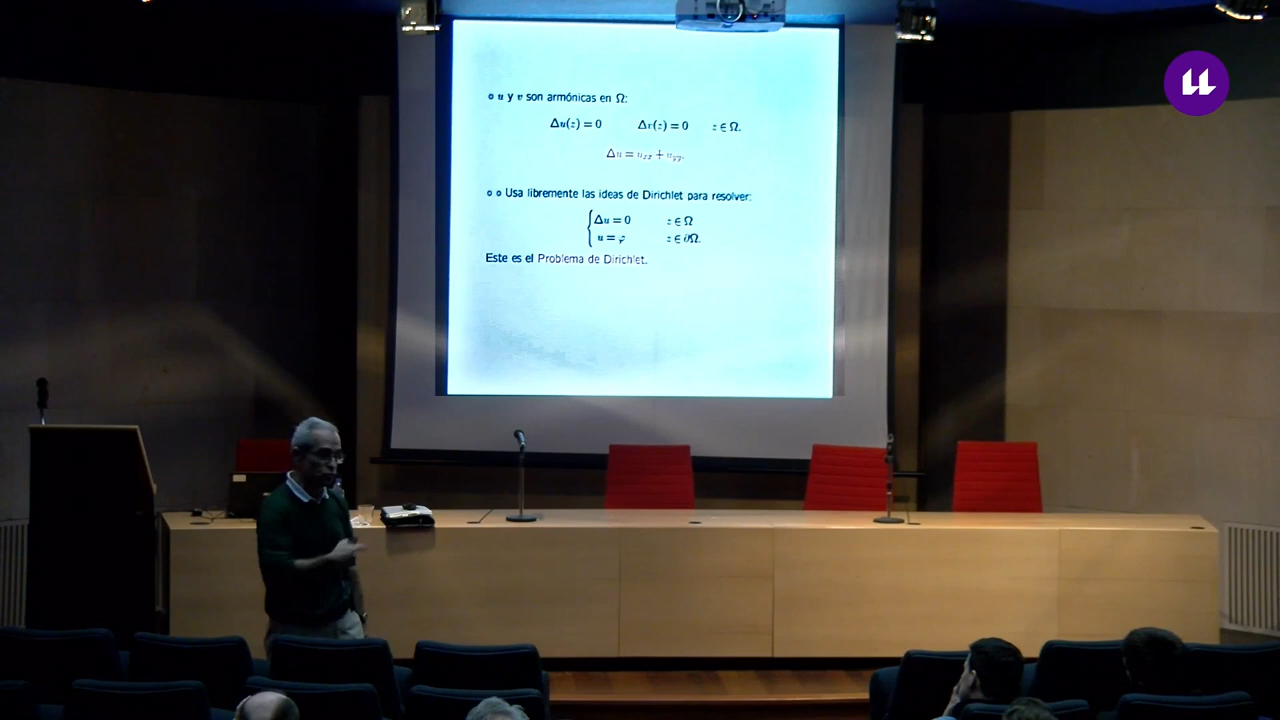 ∘ u y v son armónicas en Ω:
Δu(z) = 0 Δv(z) = 0 z ∈ Ω.
Δu = u_xx + u_yy.
∘ ∘ Usa libremente las ideas de Dirichlet para resolver:
Δu = 0 z ∈ Ω
u = φ z ∈ ∂Ω.
Este es el Problema de Dirichlet.